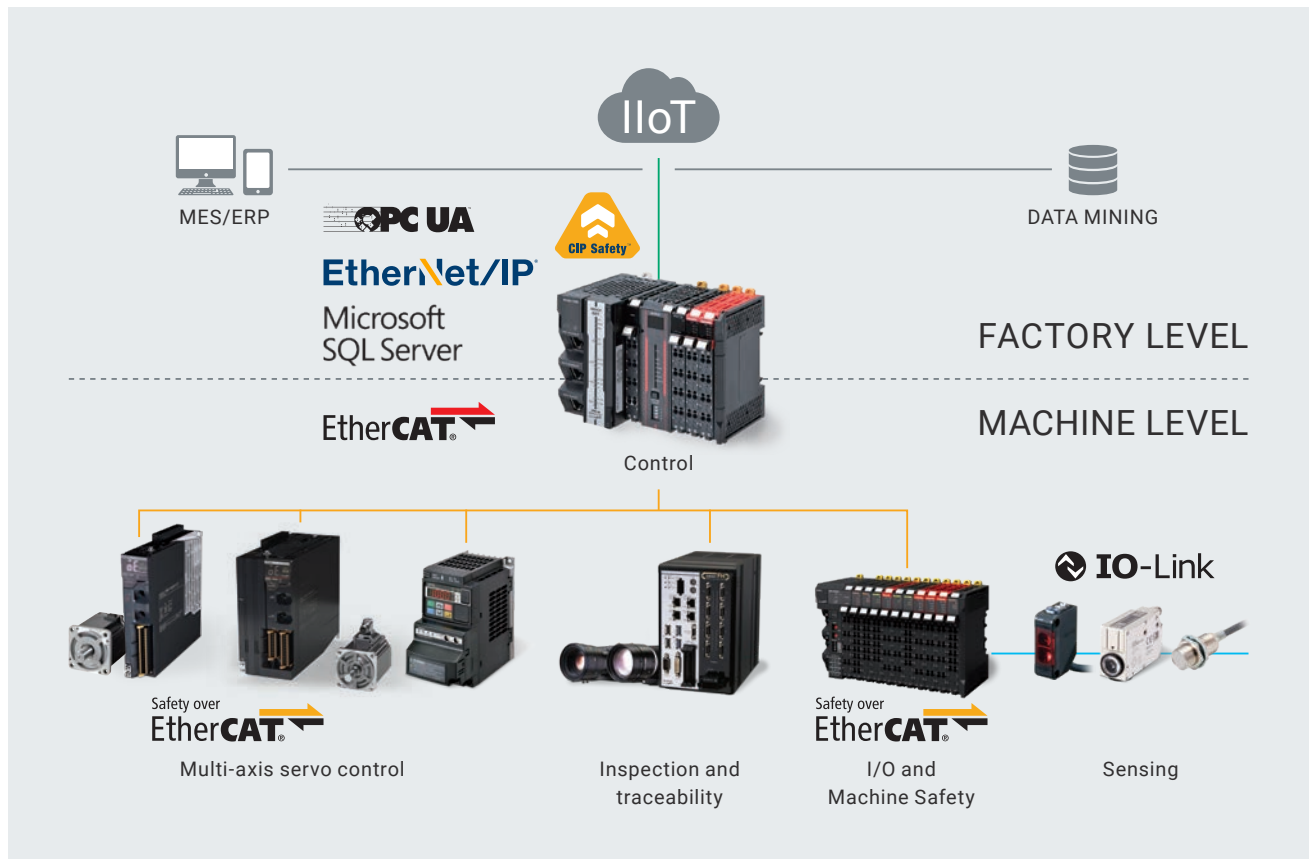 IIoT
MES/ERP
DATA MINING
OPC UA
CIP Safety™
EtherNet/IP
Microsoft
SQL Server
FACTORY LEVEL
EtherCAT®
MACHINE LEVEL
Control
IO-Link
Safety over
EtherCAT®
Safety over
EtherCAT®
Multi-axis servo control
Inspection and
traceability
I/O and
Machine Safety
Sensing